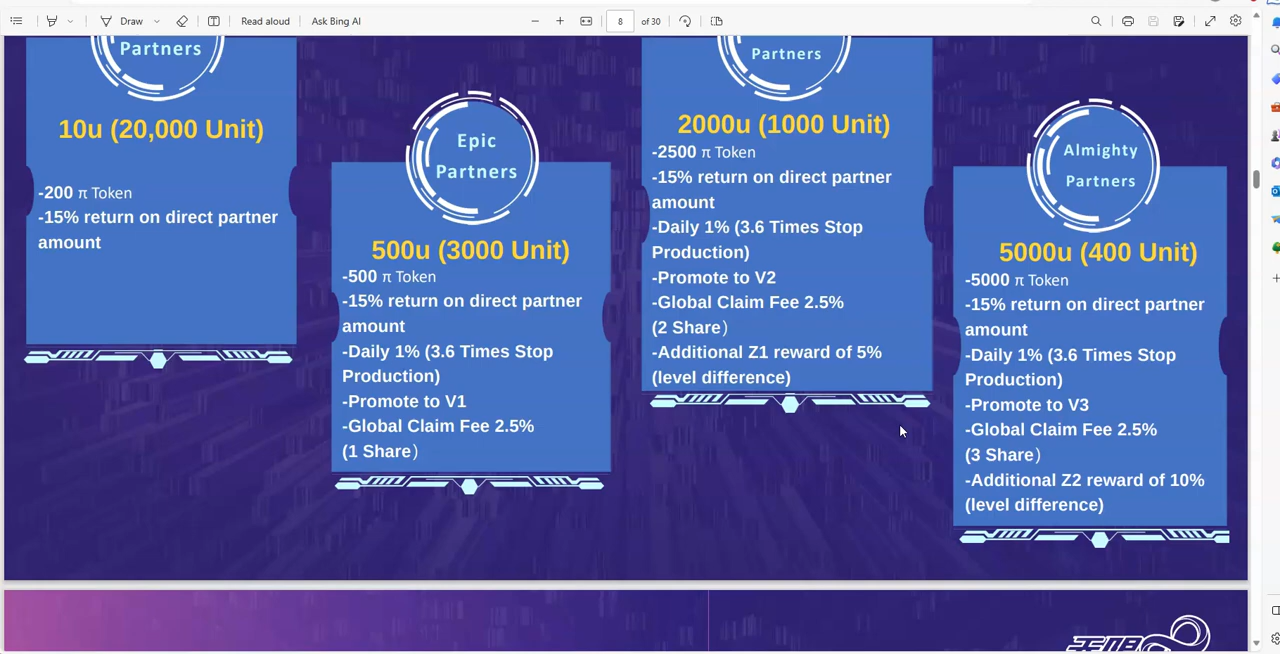 Draw
Read aloud
Ask Bing AI
8
of 30
Partners
10u (20,000 Unit)
-200 π Token
-15% return on direct partner
amount
Epic
Partners
500u (3000 Unit)
-500 π Token
-15% return on direct partner
amount
-Daily 1% (3.6 Times Stop
Production)
-Promote to V1
-Global Claim Fee 2.5%
(1 Share）
Partners
2000u (1000 Unit)
-2500 π Token
-15% return on direct partner
amount
-Daily 1% (3.6 Times Stop
Production)
-Promote to V2
-Global Claim Fee 2.5%
(2 Share）
-Additional Z1 reward of 5%
(level difference)
Almighty
Partners
5000u (400 Unit)
-5000 π Token
-15% return on direct partner
amount
-Daily 1% (3.6 Times Stop
Production)
-Promote to V3
-Global Claim Fee 2.5%
(3 Share）
-Additional Z2 reward of 10%
(level difference)